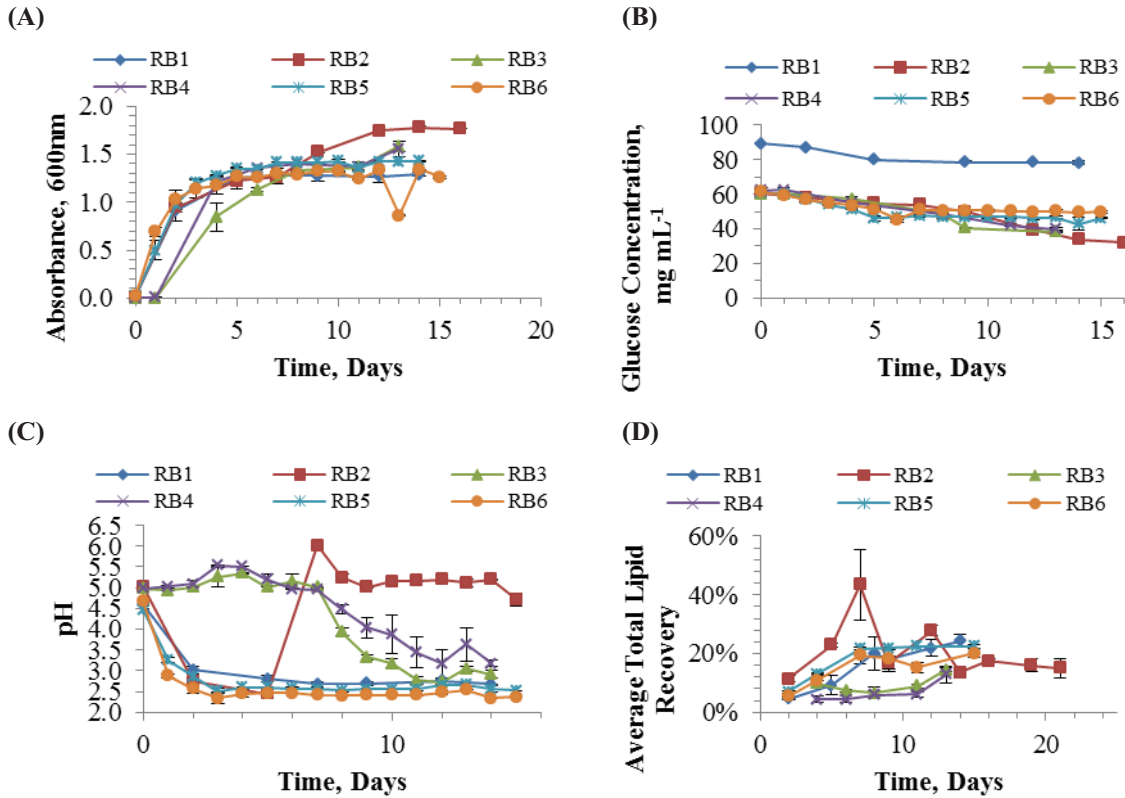 (A)
RB1 RB2 RB3
RB4 RB5 RB6
Absorbance, 600nm
2.0
1.5
1.0
0.5
0.0
0 5 10 15 20
Time, Days
(B)
RB1 RB2 RB3
RB4 RB5 RB6
Glucose Concentration,
mg mL-1
100
80
60
40
20
0
0 5 10 15
Time, Days
(C)
RB1 RB2 RB3
RB4 RB5 RB6
pH
6.5
6.0
5.5
5.0
4.5
4.0
3.5
3.0
2.5
2.0
0 10
Time, Days
(D)
RB1 RB2 RB3
RB4 RB5 RB6
Average Total Lipid
Recovery
60%
40%
20%
0%
0 10 20
Time, Days